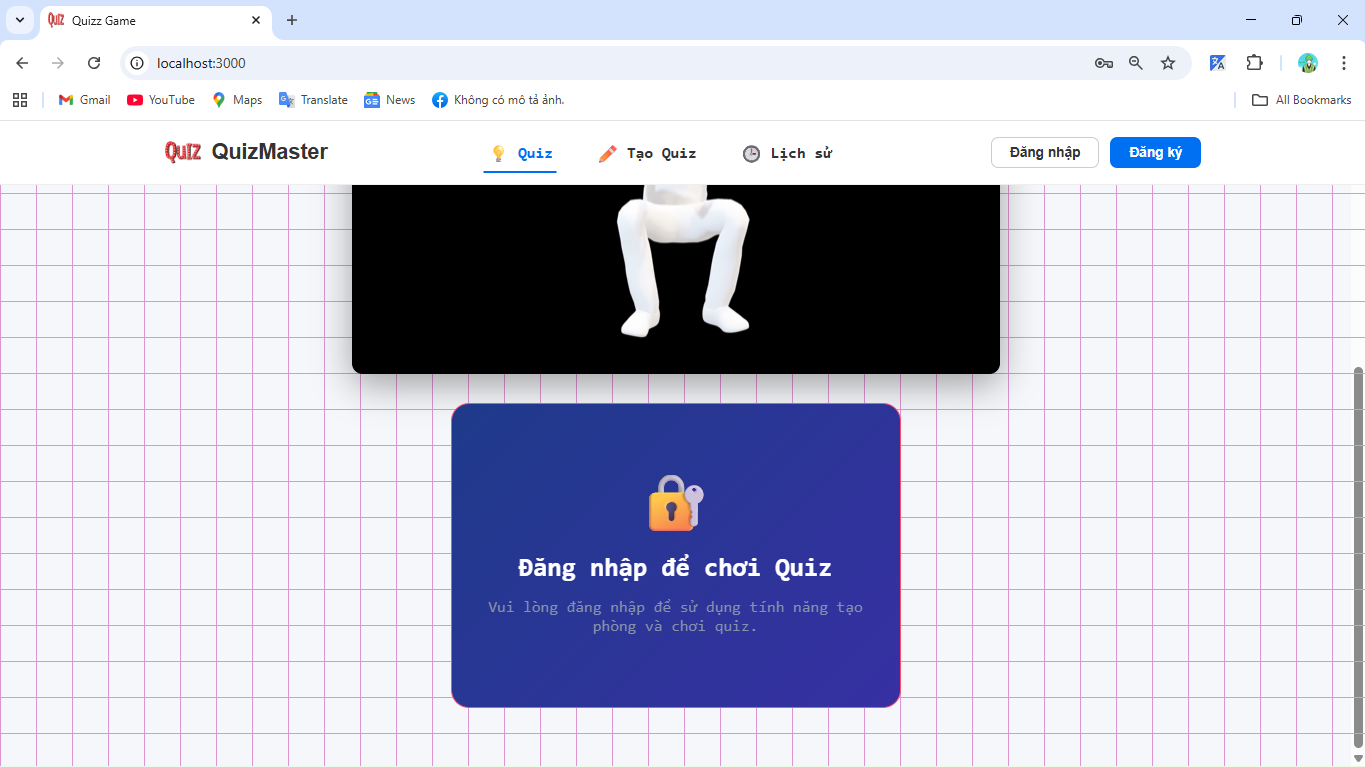 QUIZ Quizz Game
localhost:3000
Gmail YouTube Maps Translate News Không có mô tả ảnh. All Bookmarks
QUIZ QuizMaster Quiz Tạo Quiz Lịch sử Đăng nhập Đăng ký
Đăng nhập để chơi Quiz
Vui lòng đăng nhập để sử dụng tính năng tạo
phòng và chơi quiz.